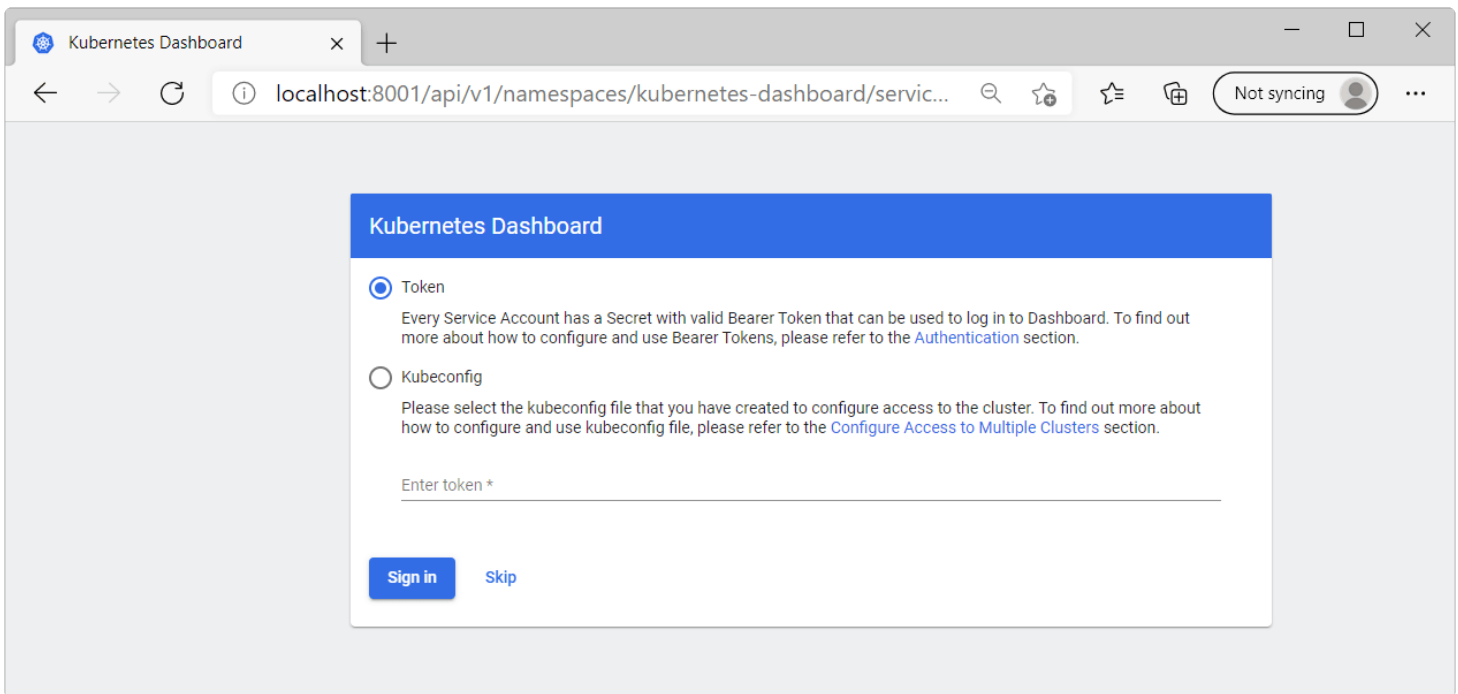 Kubernetes Dashboard
localhost:8001/api/v1/namespaces/kubernetes-dashboard/servic...
Not syncing
Kubernetes Dashboard
Token
Every Service Account has a Secret with valid Bearer Token that can be used to log in to Dashboard. To find out
more about how to configure and use Bearer Tokens, please refer to the Authentication section.
Kubeconfig
Please select the kubeconfig file that you have created to configure access to the cluster. To find out more about
how to configure and use kubeconfig file, please refer to the Configure Access to Multiple Clusters section.
Enter token *
Sign in
Skip